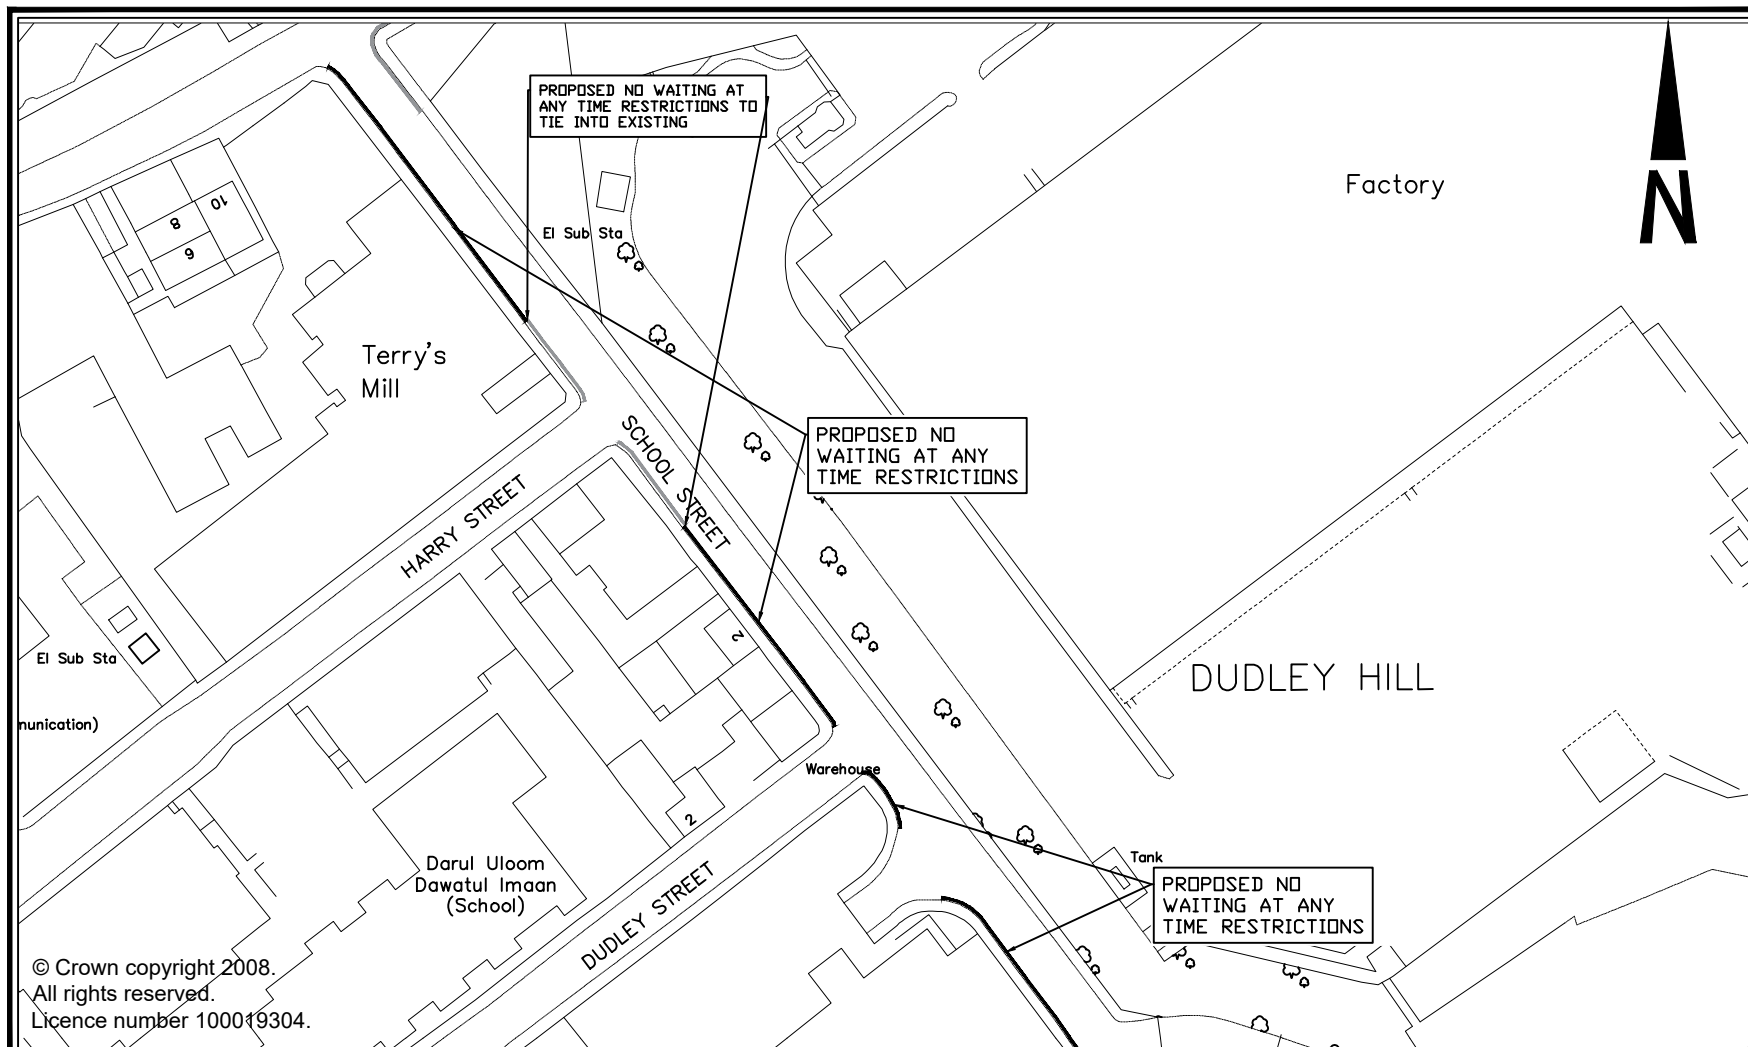 PROPOSED NO WAITING AT
ANY TIME RESTRICTIONS TO
TIE INTO EXISTING
N
Factory
10
8
6
El Sub Sta
Terry's
Mill
SCHOOL STREET
PROPOSED NO
WAITING AT ANY
TIME RESTRICTIONS
HARRY STREET
2
El Sub Sta
DUDLEY HILL
nunication)
Warehouse
2
Darul Uloom
Dawatul Imaan
(School)
DUDLEY STREET
Tank
PROPOSED NO
WAITING AT ANY
TIME RESTRICTIONS
© Crown copyright 2008.
All rights reserved.
Licence number 100019304.